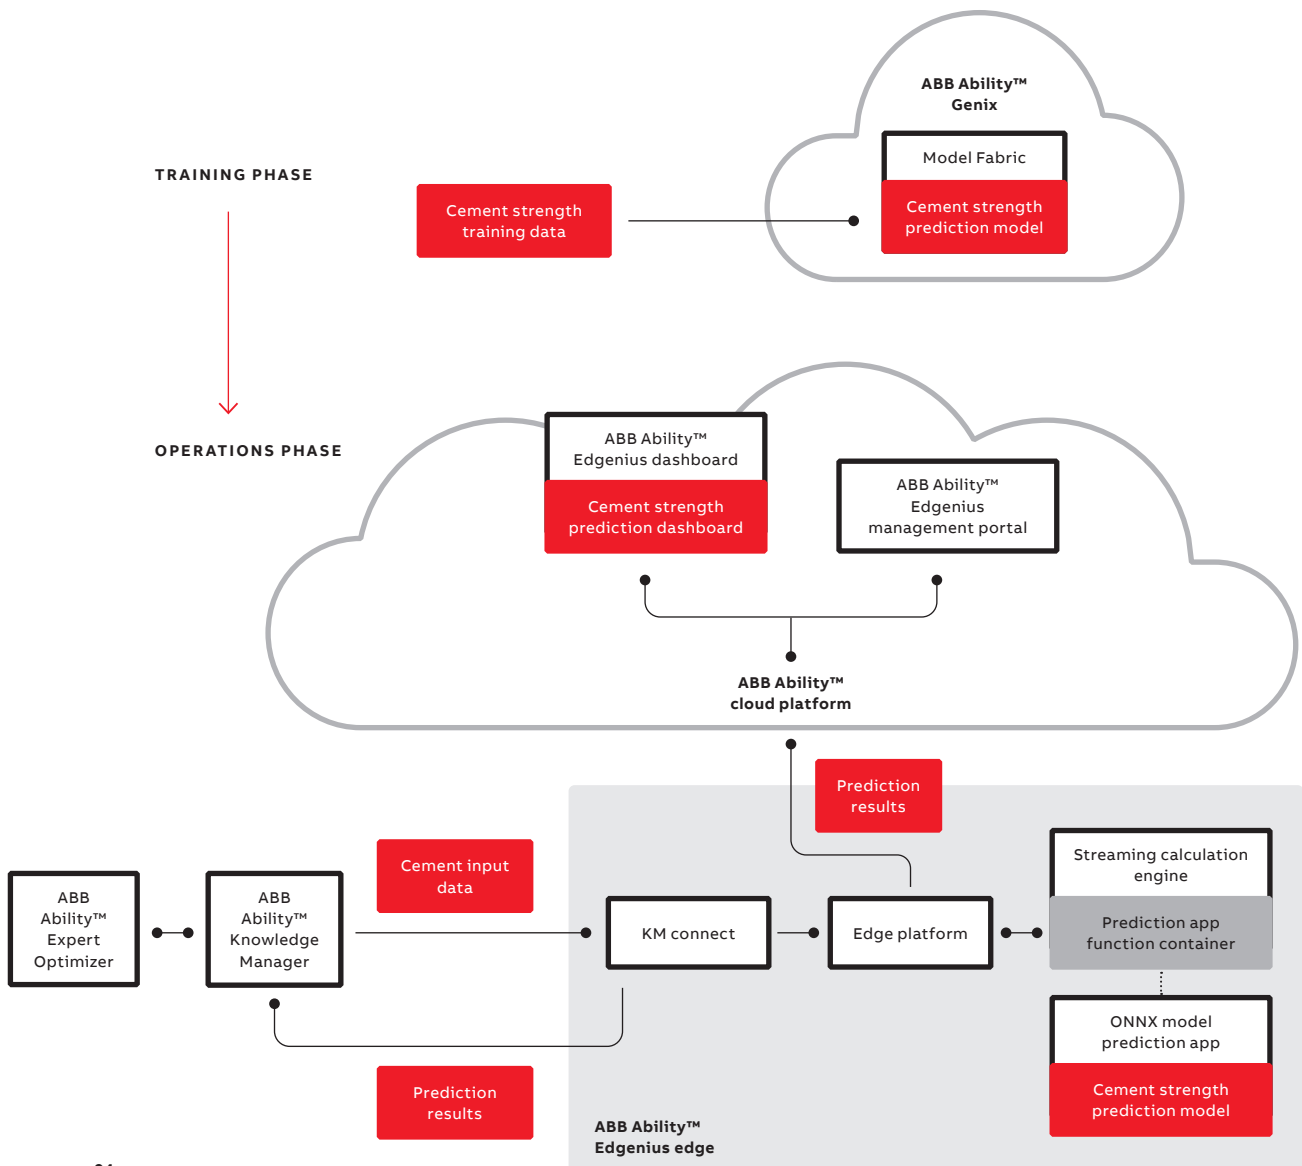 ABB Ability™
Genix
Model Fabric
TRAINING PHASE
Cement strength
training data
Cement strength
prediction model
OPERATIONS PHASE
ABB Ability™
Edgenius dashboard
Cement strength
prediction dashboard
ABB Ability™
Edgenius
management portal
ABB Ability™
cloud platform
Prediction
results
Cement input
data
ABB
Ability™
Expert
Optimizer
ABB
Ability™
Knowledge
Manager
KM connect
Edge platform
Streaming calculation
engine
Prediction app
function container
ONNX model
prediction app
Cement strength
prediction model
Prediction
results
ABB Ability™
Edgenius edge